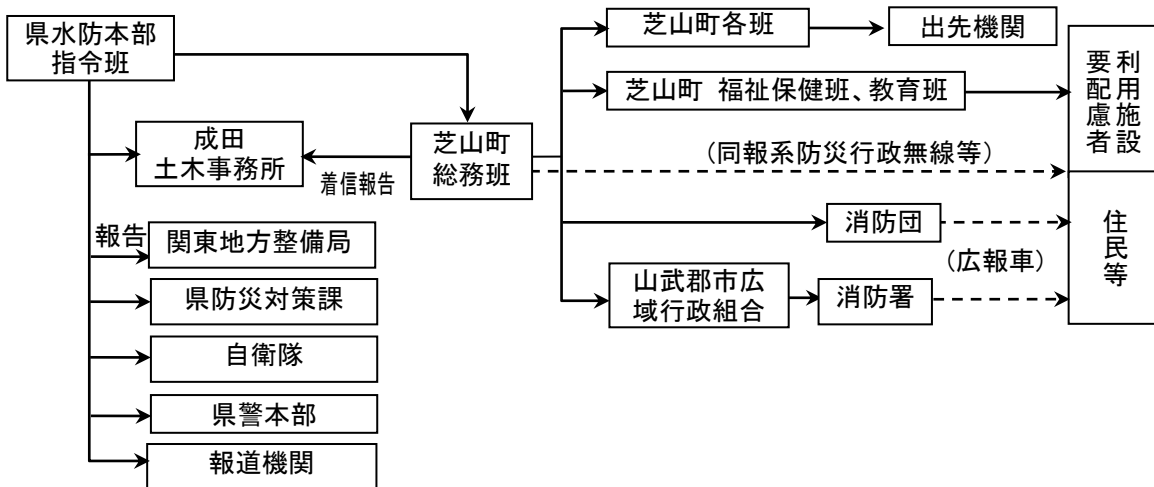 県水防本部
指令班
成田
土木事務所
着信報告
報告
関東地方整備局
県防災対策課
自衛隊
県警本部
報道機関
芝山町
総務班
芝山町各班
出先機関
芝山町 福祉保健班、教育班
(同報系防災行政無線等)
消防団
(広報車)
山武郡市広
域行政組合
消防署
要配慮者
利用施設
住民等